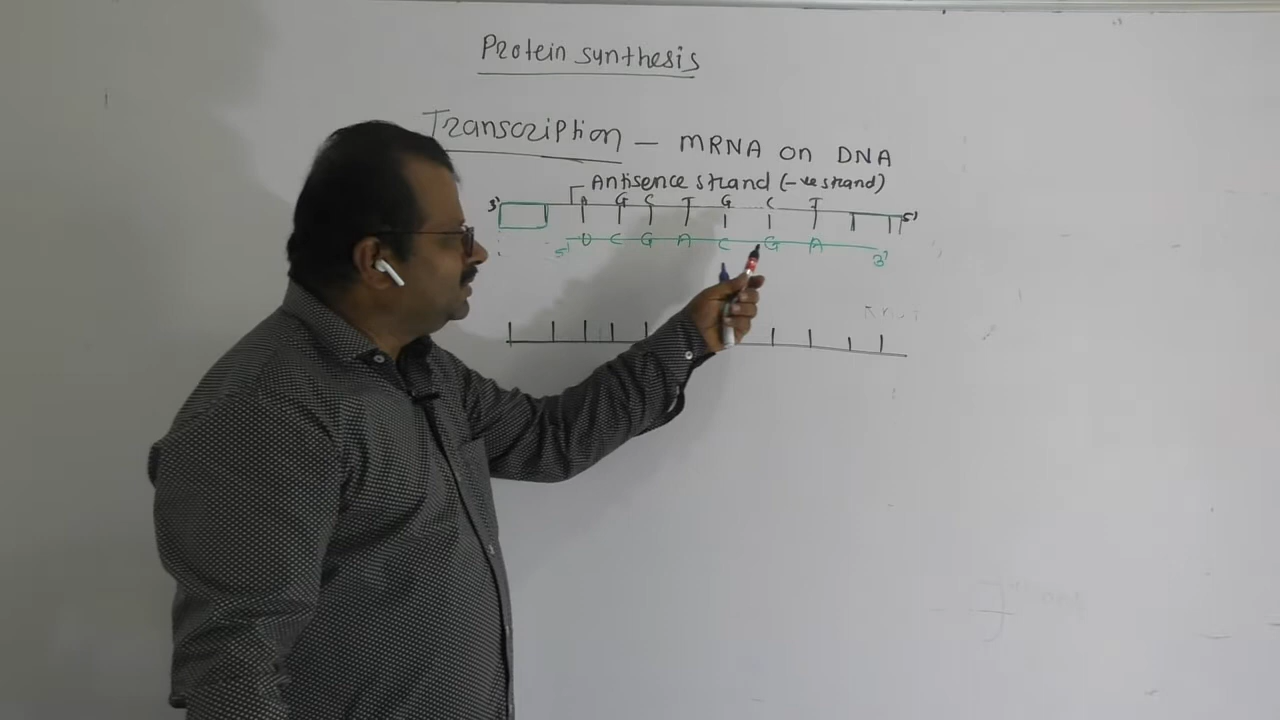 Protein synthesis
Transcription — mRNA on DNA
Antisence strand (-ve strand)
3' A G C T G C T 5'
5' U C G A C G A 3'